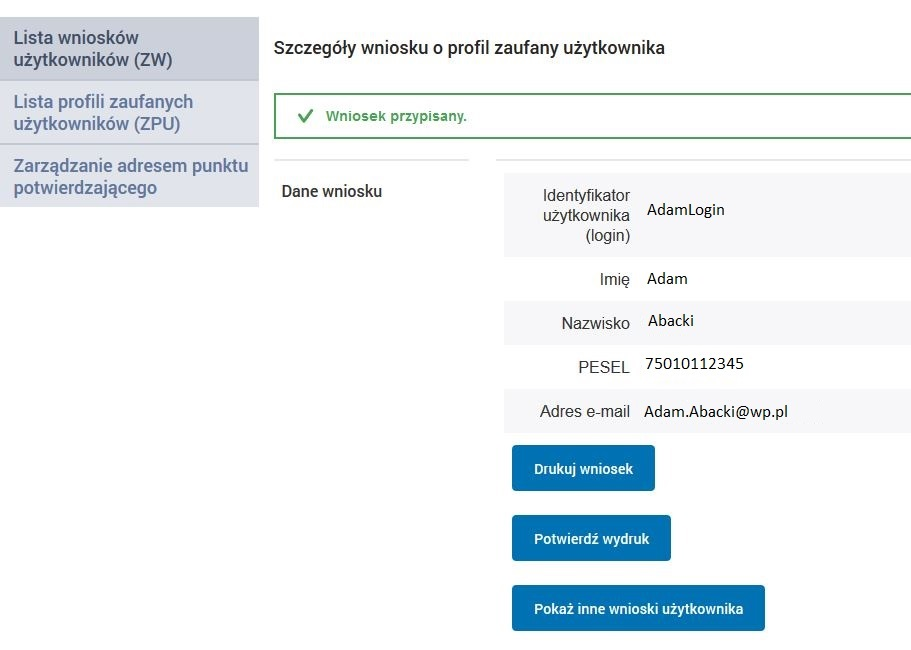 Lista wniosków
użytkowników (ZW)
Lista profili zaufanych
użytkowników (ZPU)
Zarządzanie adresem punktu
potwierdzającego
Szczegóły wniosku o profil zaufany użytkownika
Wniosek przypisany.
Dane wniosku
Identyfikator
użytkownika
(login)
AdamLogin
Imię Adam
Nazwisko Abacki
PESEL 75010112345
Adres e-mail Adam.Abacki@wp.pl
Drukuj wniosek
Potwierdź wydruk
Pokaż inne wnioski użytkownika